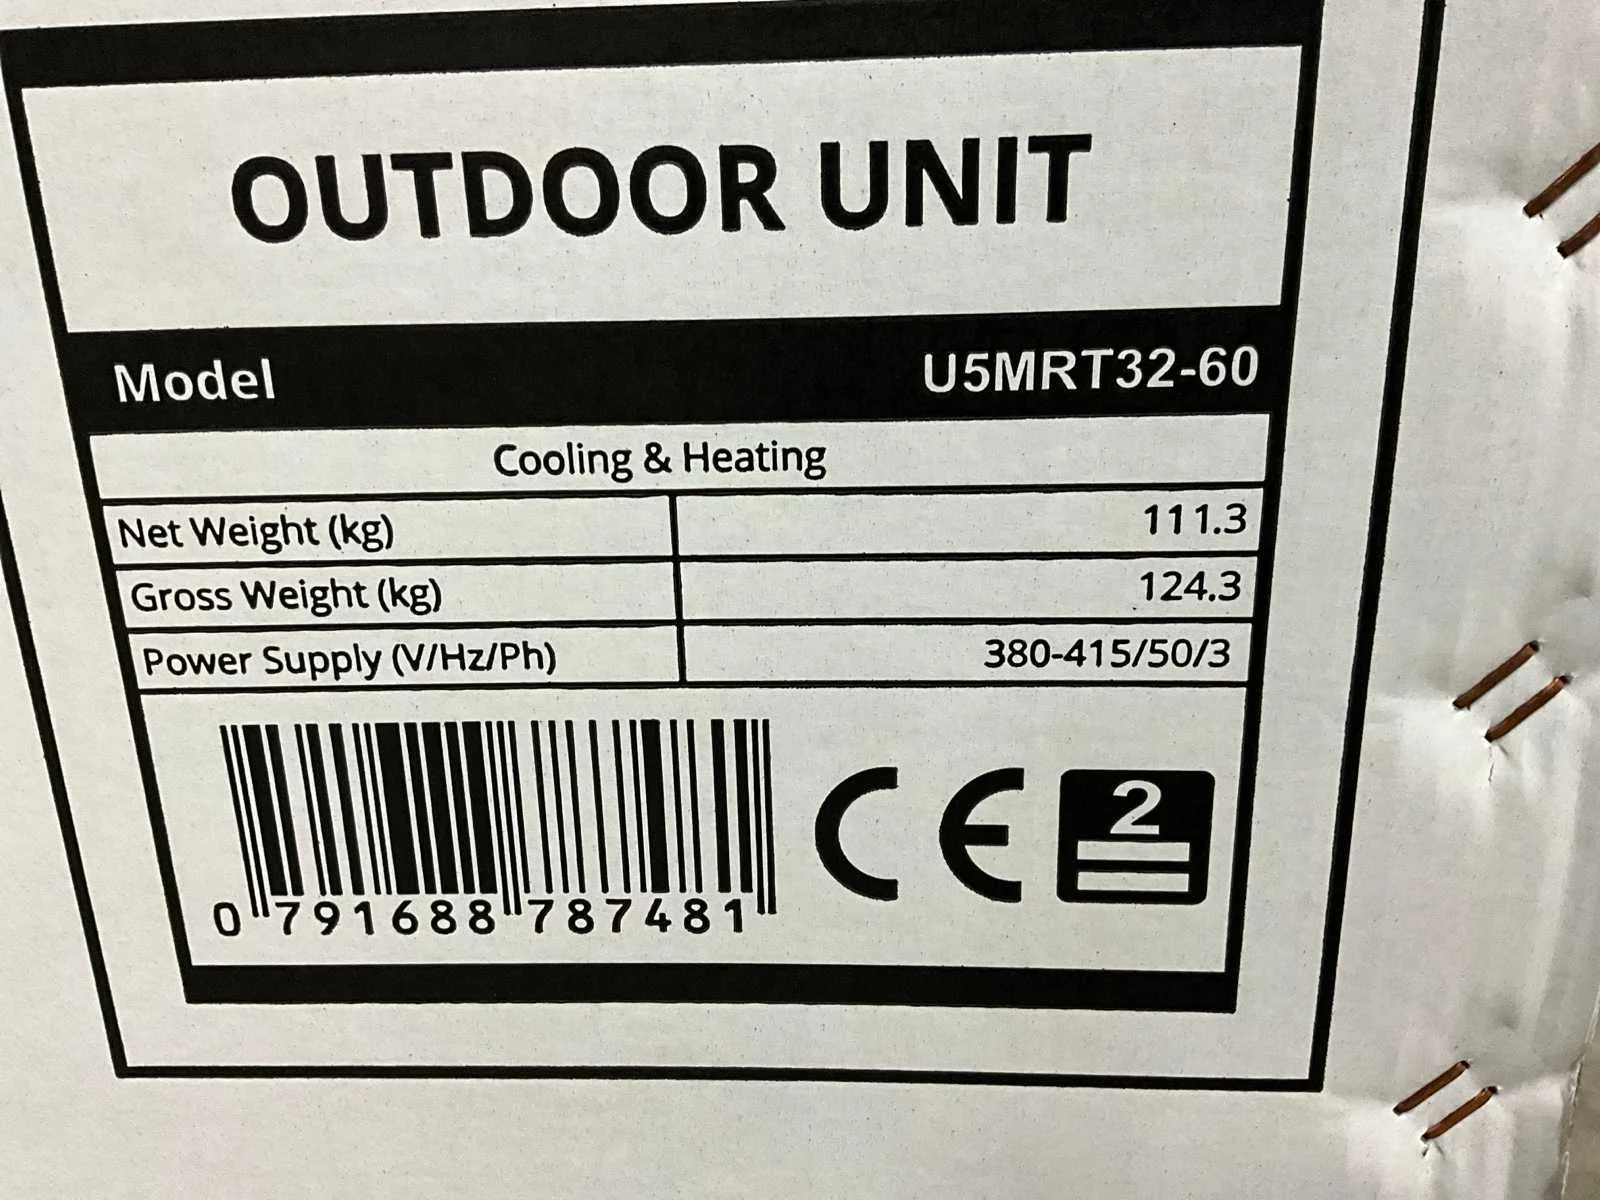 OUTDOOR UNIT
Model U5MRT32-60
Cooling & Heating
Net Weight (kg) 111.3
Gross Weight (kg) 124.3
Power Supply (V/Hz/Ph) 380-415/50/3
0 791688 787481
CE 2